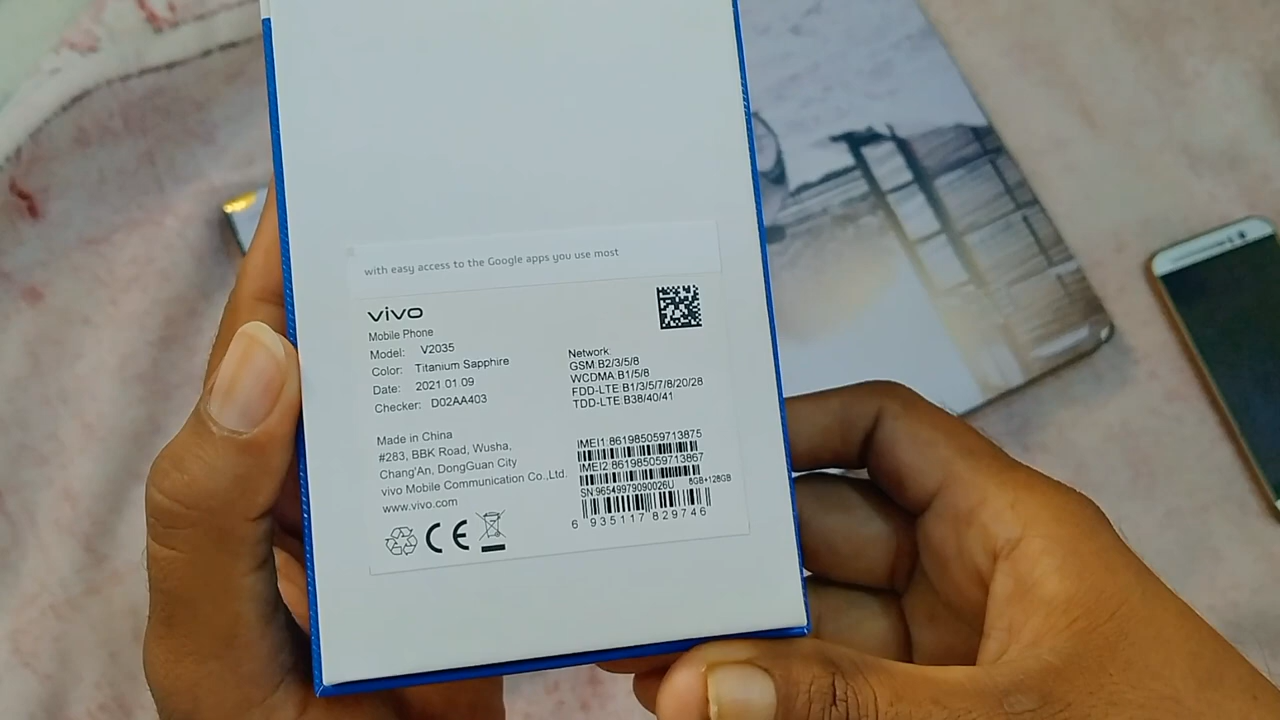 with easy access to the Google apps you use most
vivo
Mobile Phone
Model: V2035
Color: Titanium Sapphire
Date: 2021.01.09
Checker: D02AA403
Made in China
#283, BBK Road, Wusha,
Chang'An, DongGuan City
vivo Mobile Communication Co.,Ltd.
www.vivo.com
CE
Network:
GSM:B2/3/5/8
WCDMA:B1/5/8
FDD-LTE:B1/3/5/7/8/20/28
TDD-LTE:B38/40/41
IMEI1:861985059713875
IMEI2:861985059713867
SN:96549979090026U 8GB+128GB
6 935117 829746